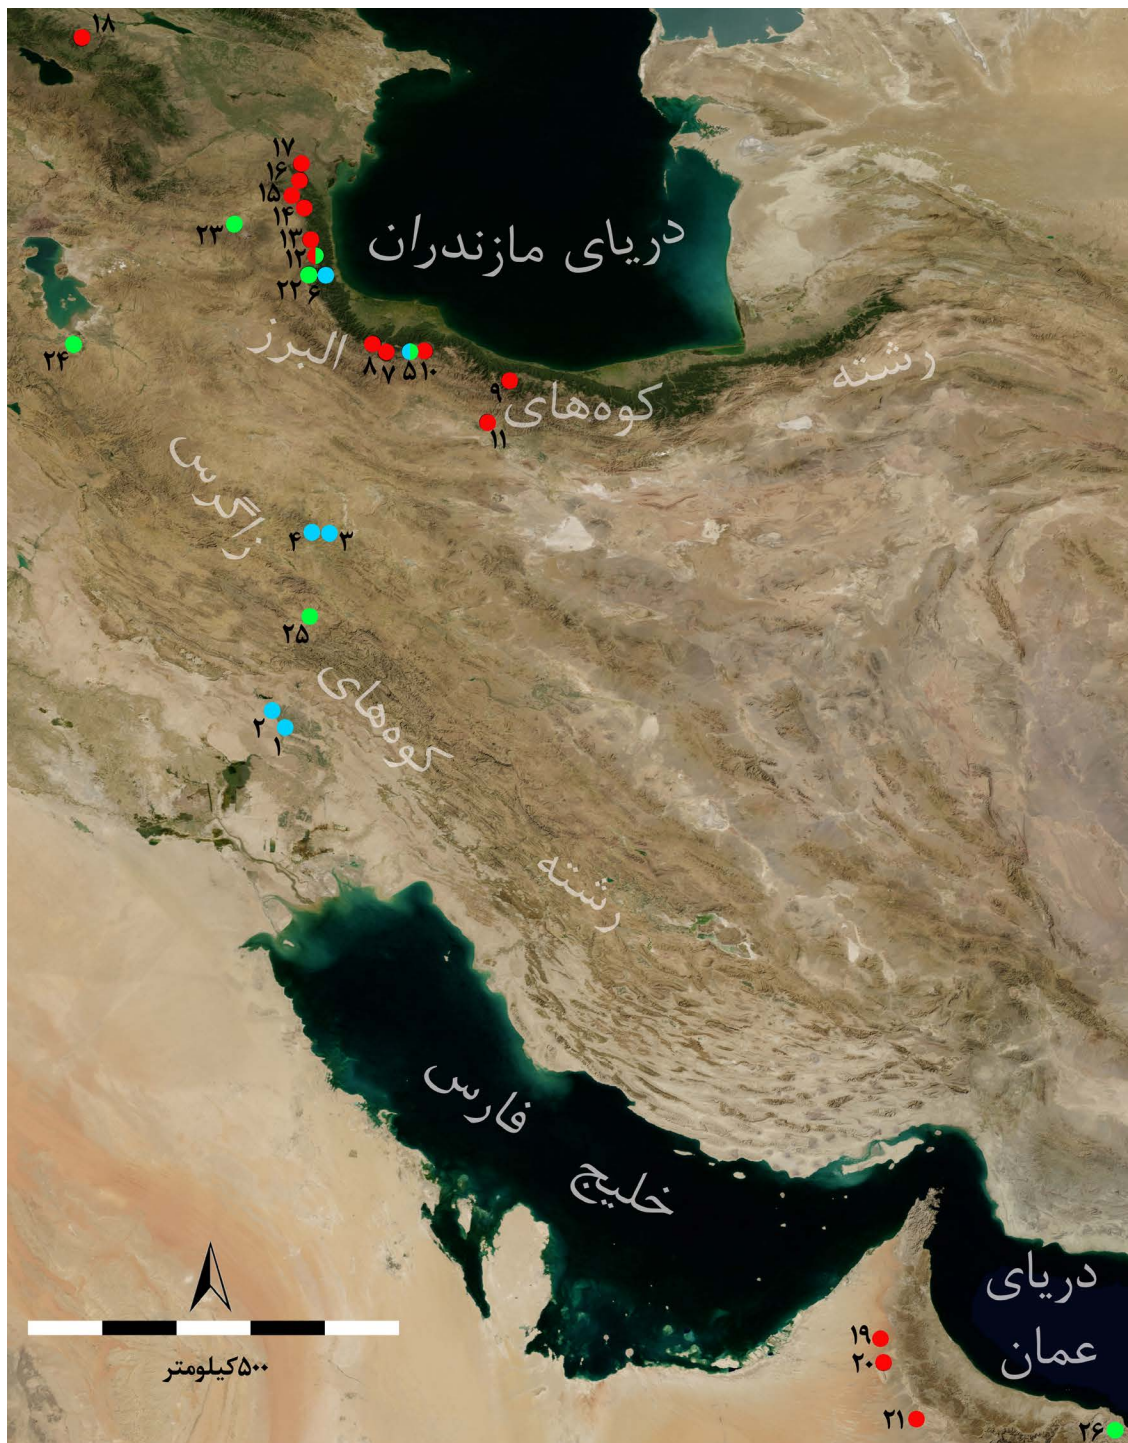 ۱۸
۱۷
۱۶
۱۵
۱۴
۲۳
۱۳
۱۲
۲۲
۶
دریای مازندران
۲۴
البرز
۸
۷
۵
۱۰
۹
رشته
کوه‌های
۱۱
زاگرس
۴
۳
۲۵
کوه‌های
۲
۱
رشته
فارس
خلیج
دریای
عمان
۵۰۰کیلومتر
۱۹
۲۰
۲۱
۲۶